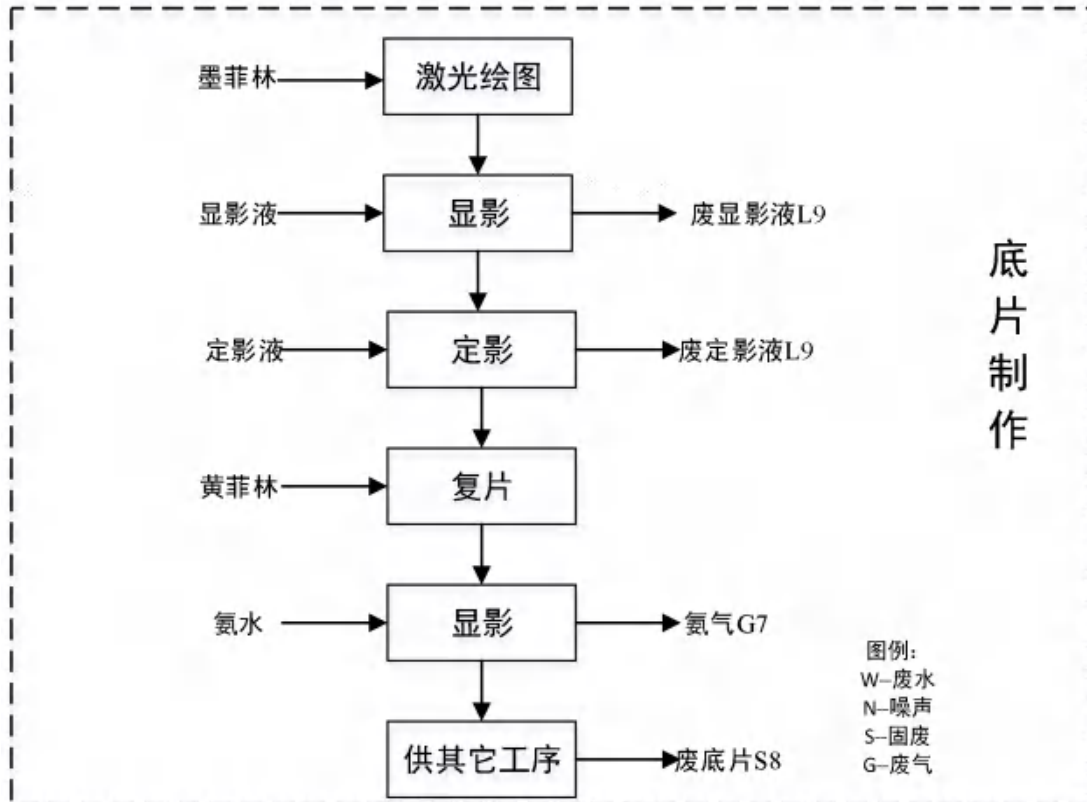 墨菲林
激光绘图
显影液
显影
废显影液L9
定影液
定影
废定影液L9
黄菲林
复片
氨水
显影
氨气G7
供其它工序
废底片S8
底片制作
图例：
W–废水
N–噪声
S–固废
G–废气